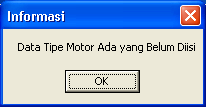 Informasi
Data Tipe Motor Ada yang Belum Diisi
OK